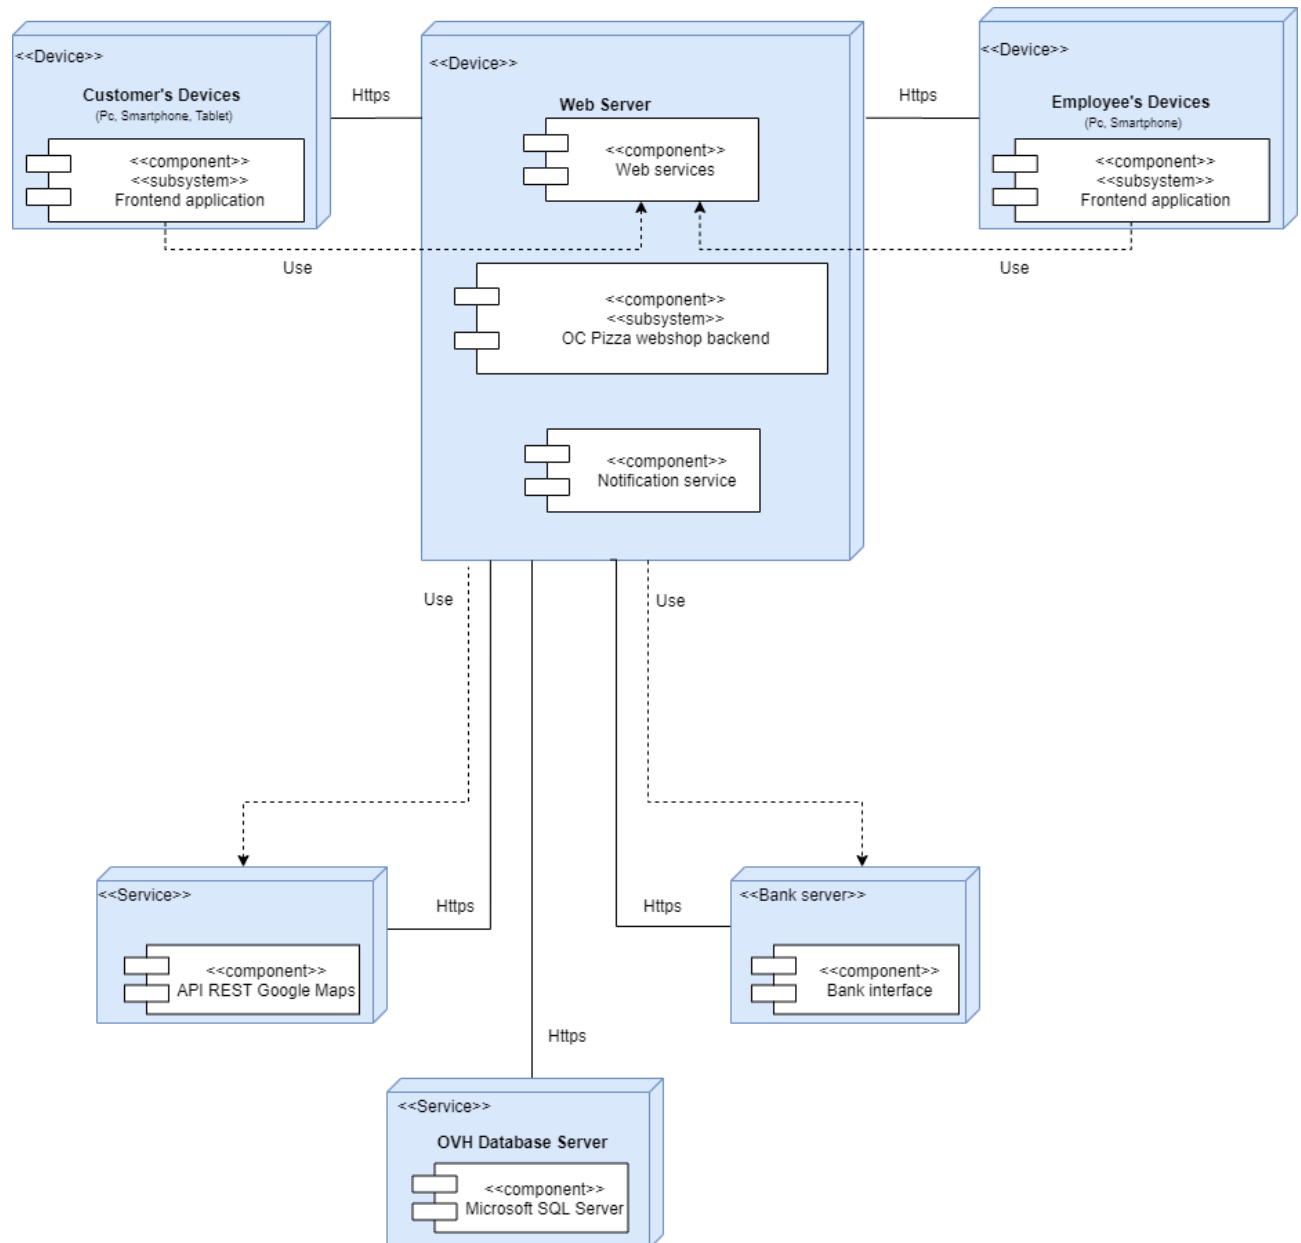 <<Device>>
Customer's Devices
(Pc, Smartphone, Tablet)
<<component>>
<<subsystem>>
Frontend application
Https
<<Device>>
Web Server
<<component>>
Web services
Https
<<Device>>
Employee's Devices
(Pc, Smartphone)
<<component>>
<<subsystem>>
Frontend application
Use
Use
<<component>>
<<subsystem>>
OC Pizza webshop backend
<<component>>
Notification service
Use
Use
<<Service>>
<<component>>
API REST Google Maps
Https
Https
<<Bank server>>
<<component>>
Bank interface
Https
<<Service>>
OVH Database Server
<<component>>
Microsoft SQL Server